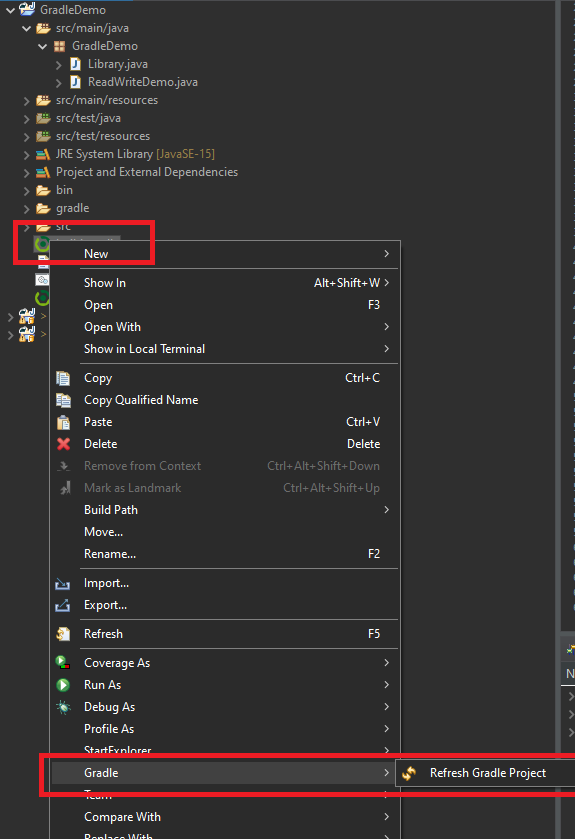 GradleDemo
src/main/java
GradleDemo
Library.java
ReadWriteDemo.java
src/main/resources
src/test/java
src/test/resources
JRE System Library [JavaSE-15]
Project and External Dependencies
bin
gradle
src
New
Show In Alt+Shift+W
Open F3
Open With
Show in Local Terminal
Copy Ctrl+C
Copy Qualified Name
Paste Ctrl+V
Delete Delete
Remove from Context Ctrl+Alt+Shift+Down
Mark as Landmark Ctrl+Alt+Shift+Up
Build Path
Move...
Rename... F2
Import...
Export...
Refresh F5
Coverage As
Run As
Debug As
Profile As
StartExplorer
Gradle Refresh Gradle Project
Team
Compare With
Replace With